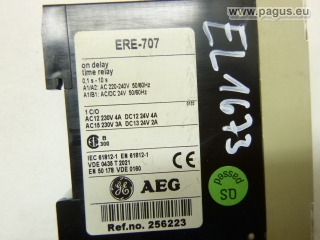 www.pagus.eu
ERE-707
on delay
time relay
0,1 s - 10 s
A1/A2: AC 220-240V 50/60Hz
A1/B1: AC/DC 24V 50/60Hz
1 C/O
AC12 230V 4A DC12 24V 4A
AC15 230V 3A DC13 24V 2A
B
300
IEC 61812-1 EN 61812-1
VDE 0435 T 2021
EN 50 178 VDE 0160
AEG
Ref.no. 256223
EL1673
passed